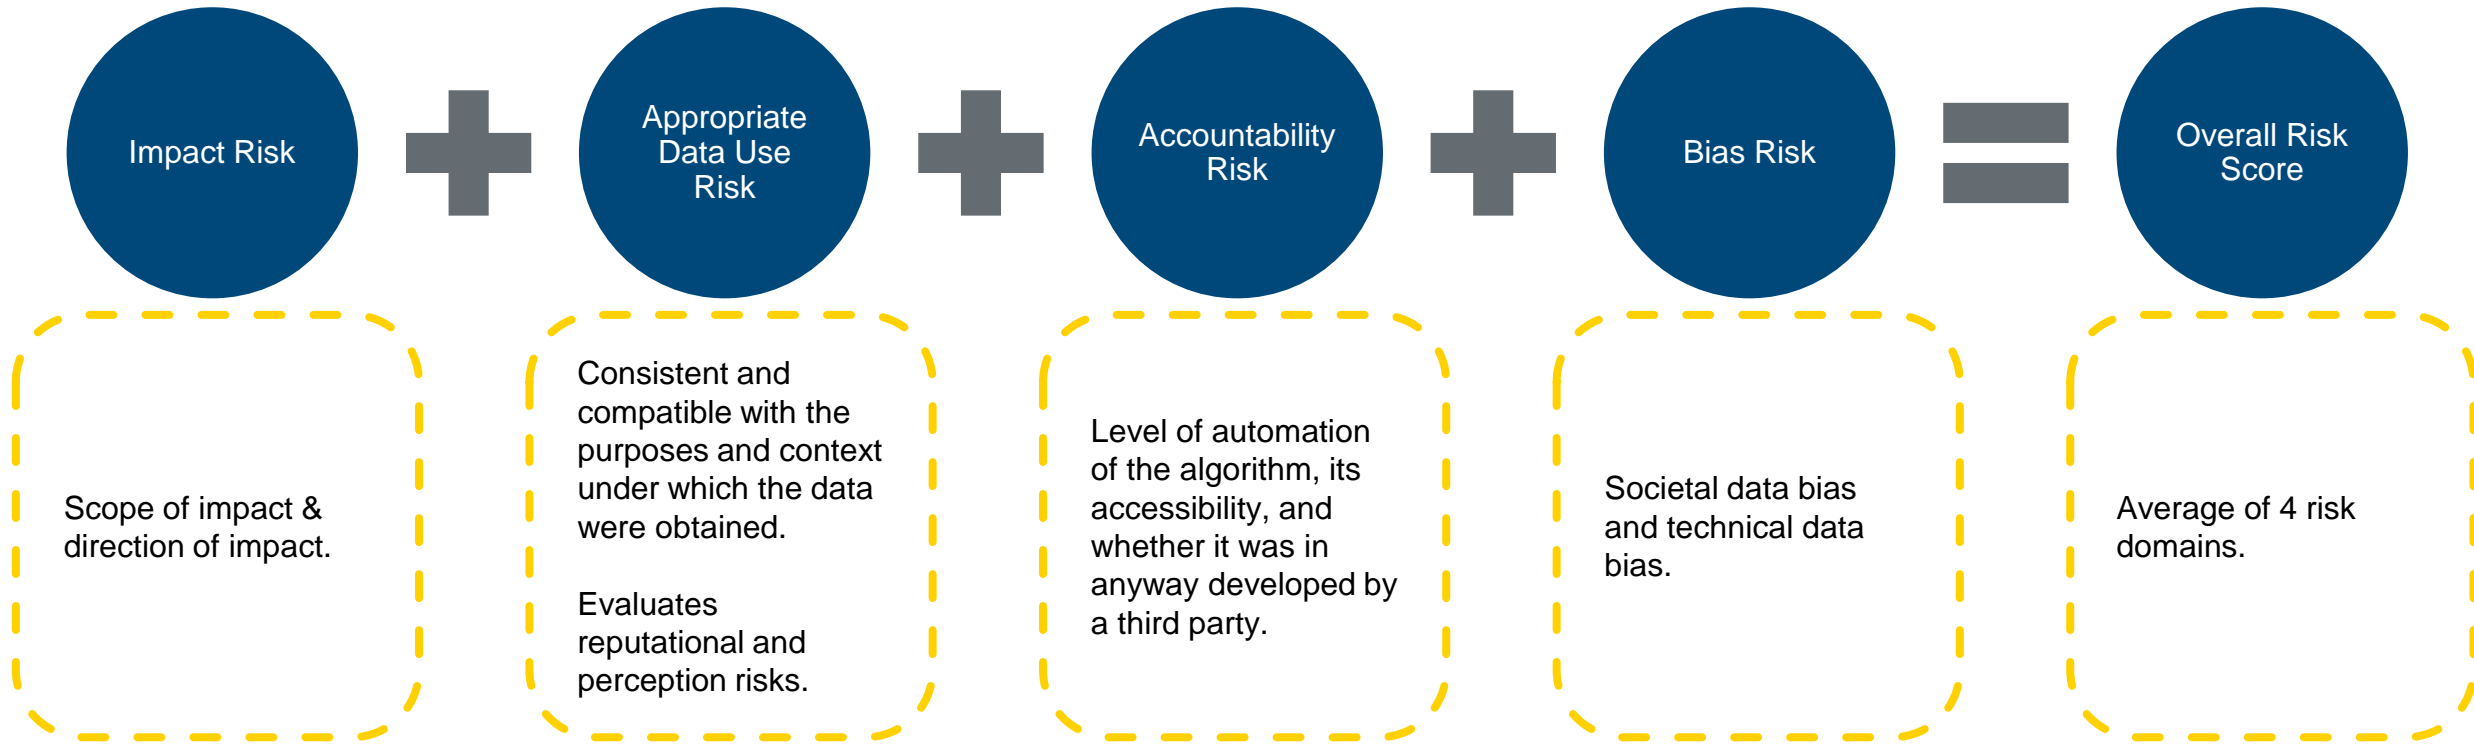 Impact Risk
Appropriate
Data Use
Risk
Accountability
Risk
Bias Risk
Overall Risk
Score
Scope of impact &
direction of impact.
Consistent and
compatible with the
purposes and context
under which the data
were obtained.
Evaluates
reputational and
perception risks.
Level of automation
of the algorithm, its
accessibility, and
whether it was in
anyway developed by
a third party.
Societal data bias
and technical data
bias.
Average of 4 risk
domains.